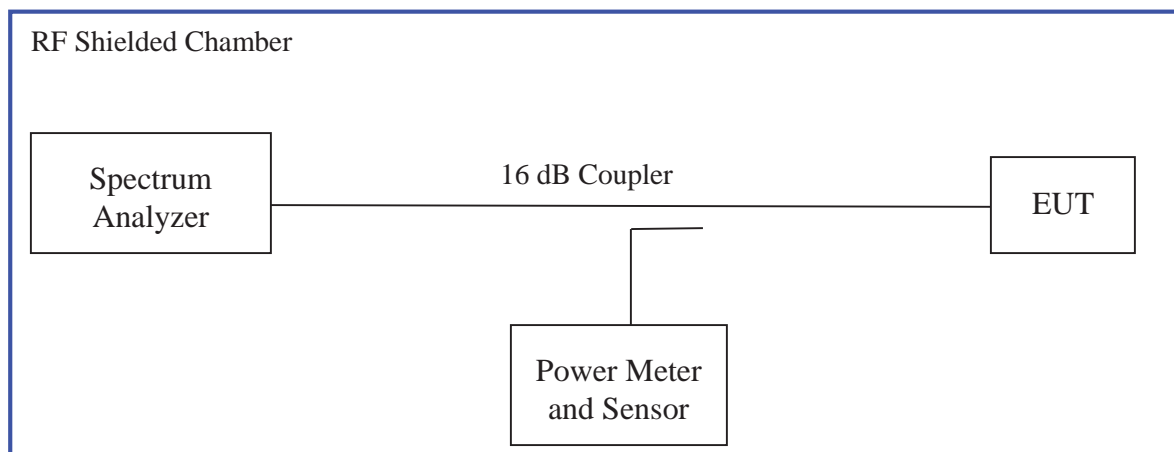 RF Shielded Chamber
Spectrum
Analyzer
16 dB Coupler
EUT
Power Meter
and Sensor